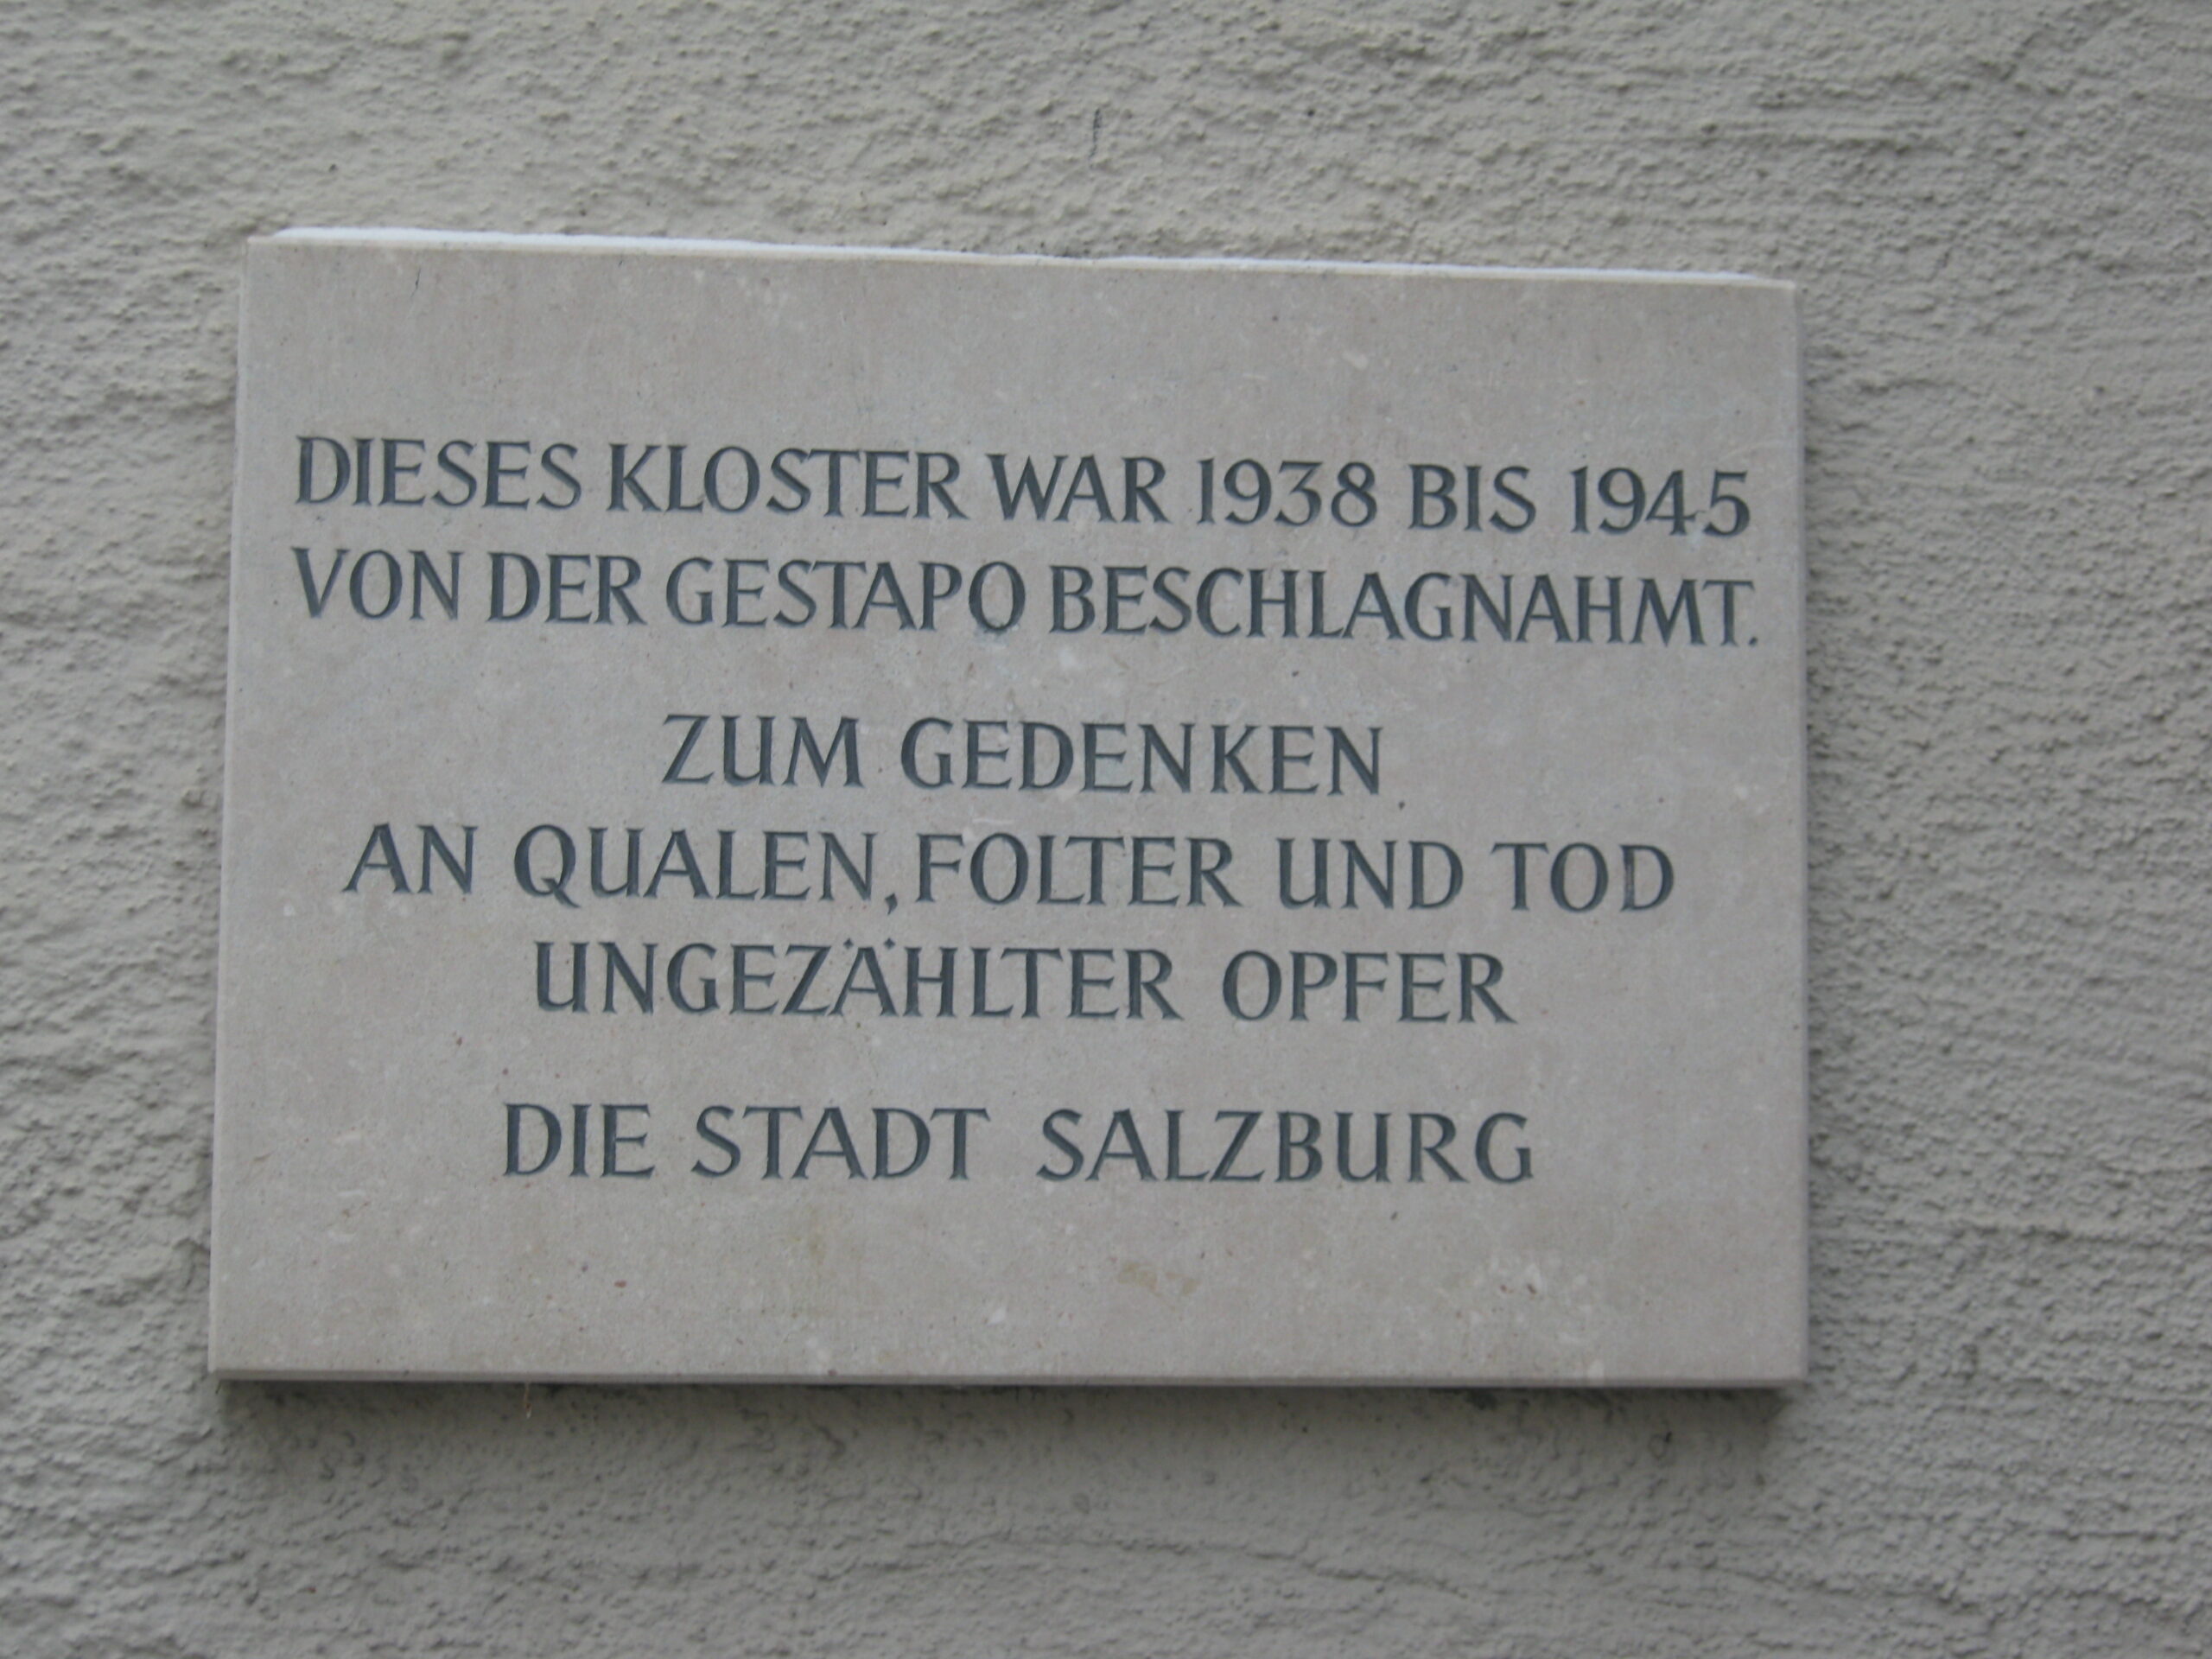 DIESES KLOSTER WAR 1938 BIS 1945
VON DER GESTAPO BESCHLAGNAHMT.
ZUM GEDENKEN
AN QUALEN, FOLTER UND TOD
UNGEZÄHLTER OPFER
DIE STADT SALZBURG